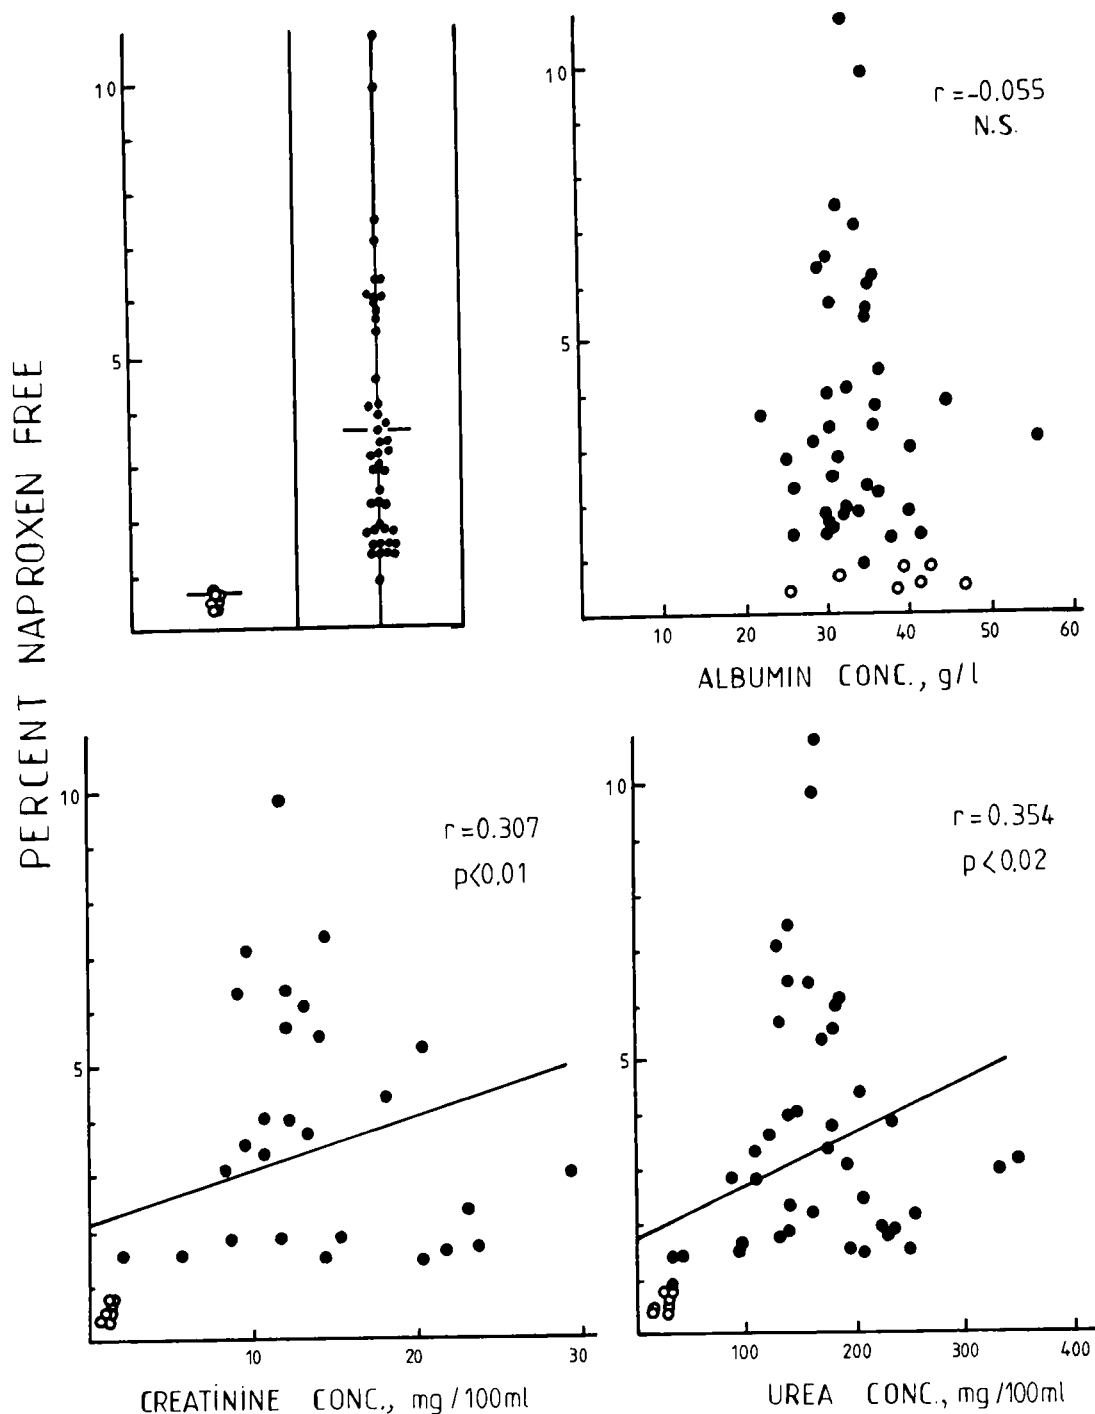 PERCENT NAPROXEN FREE
10
5
10
5
r=-0.055
N.S.
10 20 30 40 50 60
ALBUMIN CONC., g/l
10
5
r=0.307
p<0.01
10 20 30
CREATININE CONC., mg/100ml
10
5
r=0.354
p<0.02
100 200 300 400
UREA CONC., mg/100ml